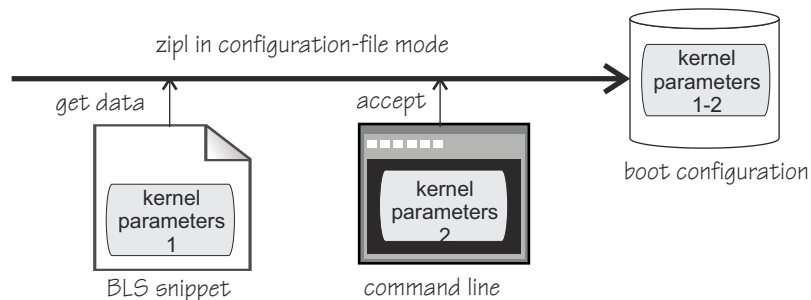 zipl in configuration-file mode
kernel
parameters
1-2
get data
accept
boot configuration
kernel
parameters
1
kernel
parameters
2
BLS snippet
command line